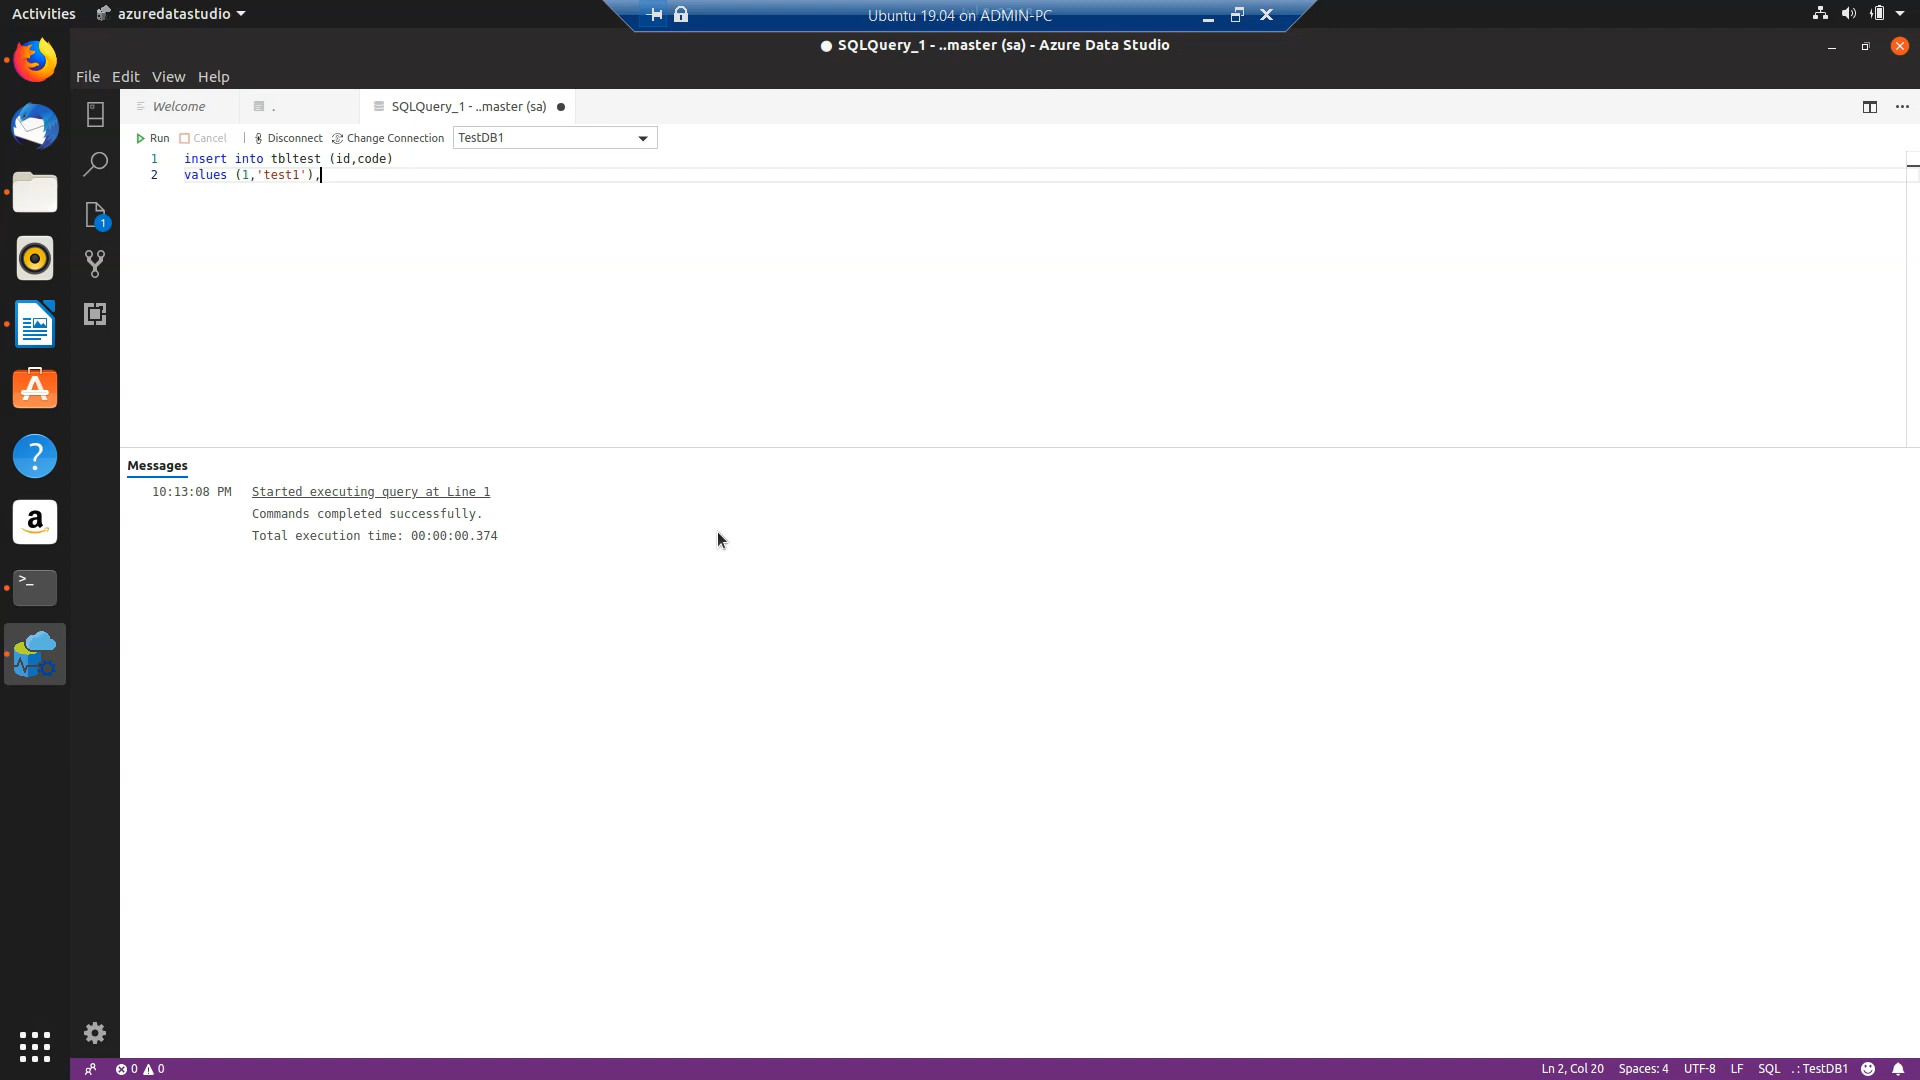 Activities azuredatastudio
Ubuntu 19.04 on ADMIN-PC
● SQLQuery_1 - ..master (sa) - Azure Data Studio
File Edit View Help
Welcome . SQLQuery_1 - ..master (sa) ●
Run Cancel | Disconnect Change Connection TestDB1
1 insert into tbltest (id,code)
2 values (1,'test1'),
1
Messages
10:13:08 PM Started executing query at Line 1
Commands completed successfully.
Total execution time: 00:00:00.374
0 0 Ln 2, Col 20 Spaces: 4 UTF-8 LF SQL . : TestDB1